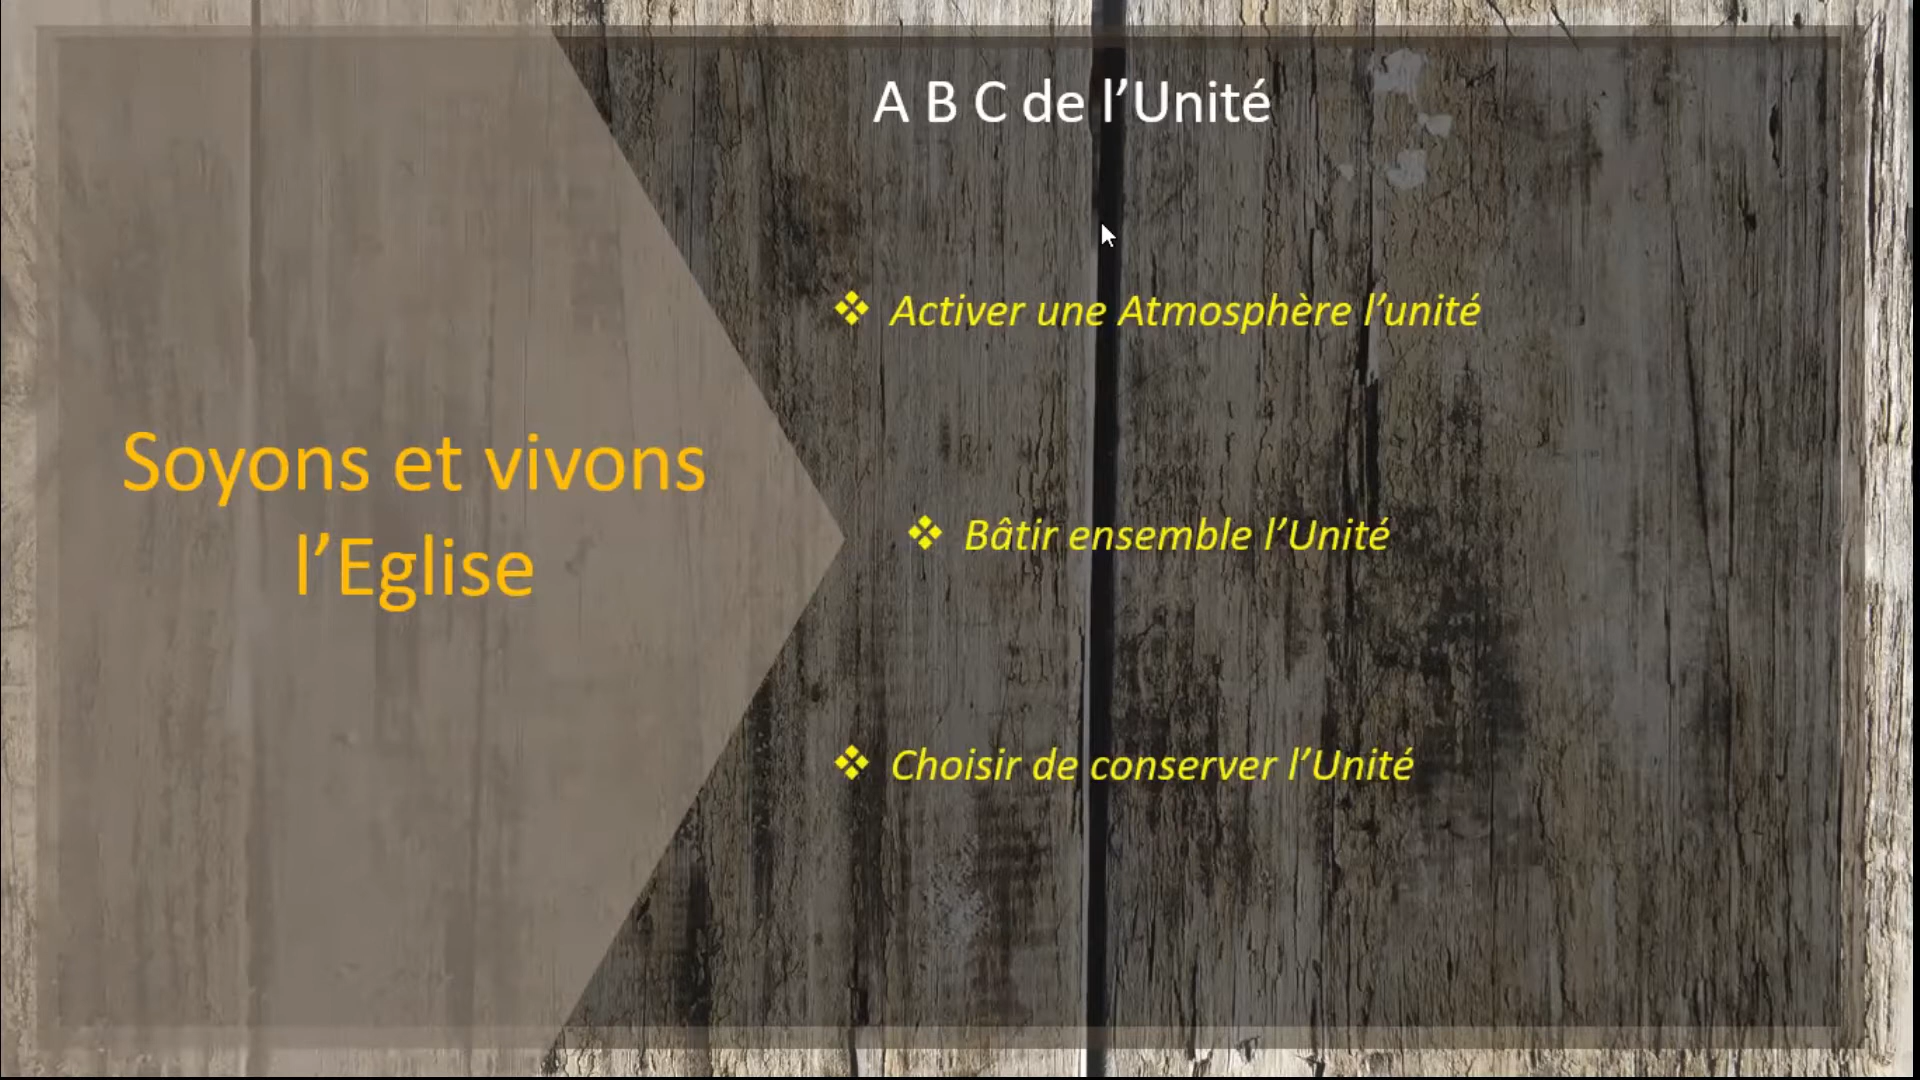 Soyons et vivons
l’Eglise
A B C de l’Unité
❖ Activer une Atmosphère l’unité
❖ Bâtir ensemble l’Unité
❖ Choisir de conserver l’Unité